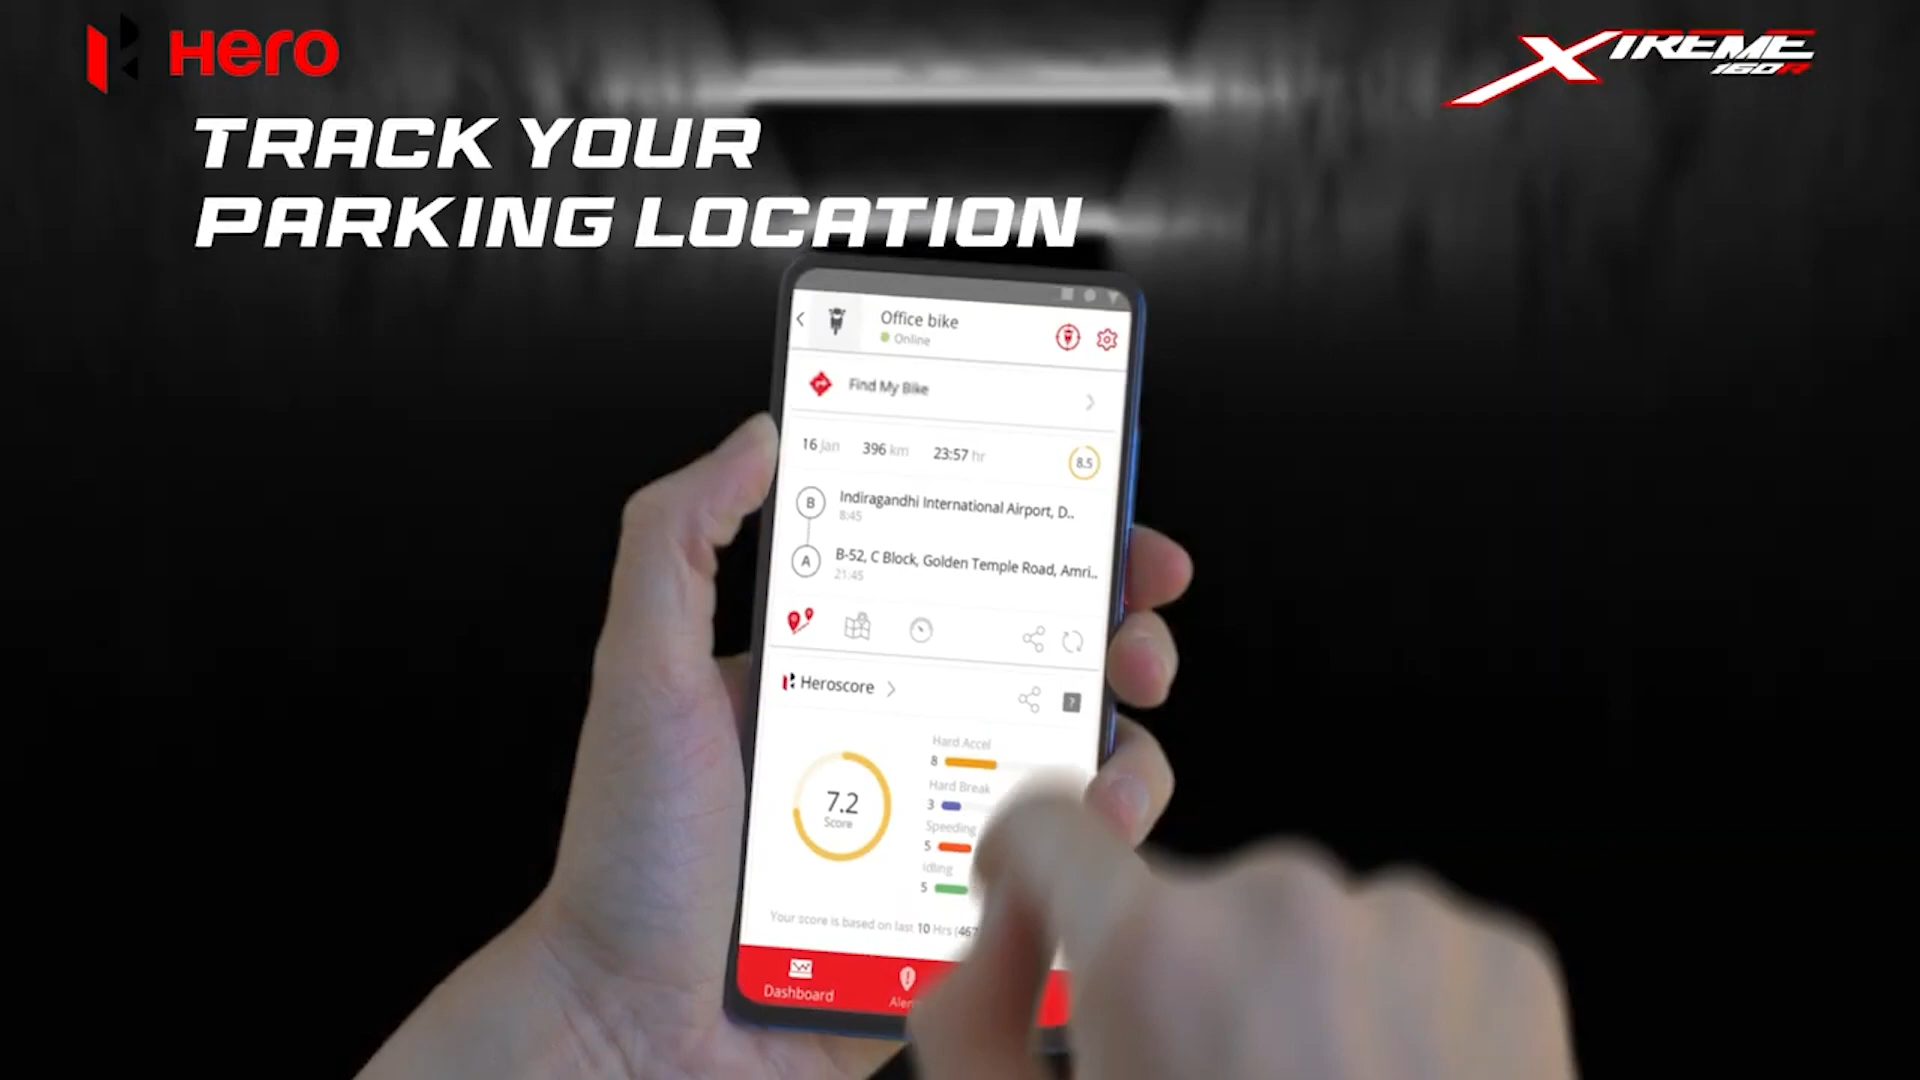 Hero
XTREME
160R
TRACK YOUR
PARKING LOCATION
Office bike
Online
Find My Bike
16 Jan 396 km 23:57 hr 8.5
B Indiragandhi International Airport, D..
8:45
A B-52, C Block, Golden Temple Road, Amri..
21:45
Heroscore
?
Hard Accel
8
Hard Break
3
7.2
Score
Speeding
5
Idling
5
Your score is based on last 10 Hrs (467
Dashboard